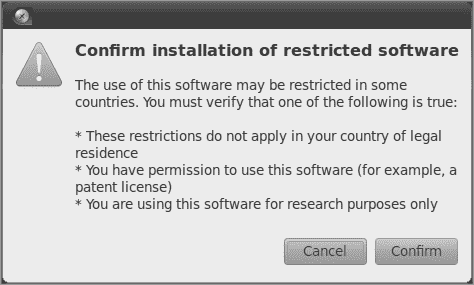 Confirm installation of restricted software
The use of this software may be restricted in some
countries. You must verify that one of the following is true:
* These restrictions do not apply in your country of legal
residence
* You have permission to use this software (for example, a
patent license)
* You are using this software for research purposes only
Cancel
Confirm